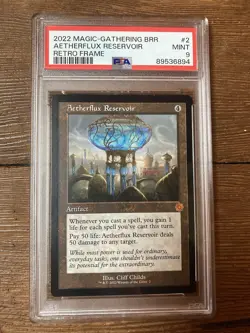 2022 MAGIC-GATHERING BRR #2
AETHERFLUX RESERVOIR MINT
RETRO FRAME 9
PSA 89536894
Aetherflux Reservoir 4
Artifact
Whenever you cast a spell, you gain 1
life for each spell you've cast this turn.
Pay 50 life: Aetherflux Reservoir deals
50 damage to any target.
While most power is used for ordinary,
everyday tasks, one shouldn't underestimate
its potential for the extraordinary.
Illus. Cliff Childs